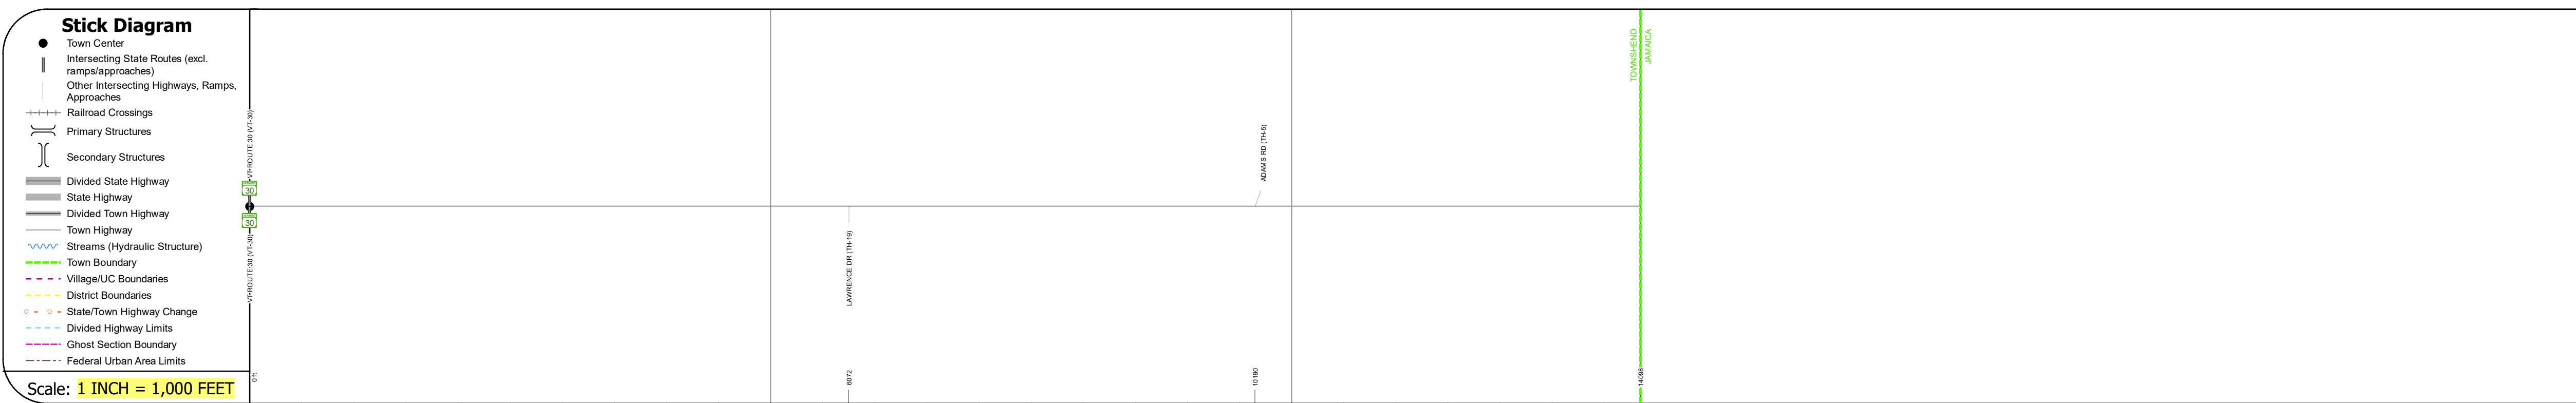 Stick Diagram
Town Center
Intersecting State Routes (excl.
ramps/approaches)
Other Intersecting Highways, Ramps,
Approaches
Railroad Crossings
Primary Structures
Secondary Structures
Divided State Highway
State Highway
Divided Town Highway
Town Highway
Streams (Hydraulic Structure)
Town Boundary
Village/UC Boundaries
District Boundaries
State/Town Highway Change
Divided Highway Limits
Ghost Section Boundary
Federal Urban Area Limits
Scale: 1 INCH = 1,000 FEET
VT-ROUTE 30 (VT-30)
30
30
VT-ROUTE 30 (VT-30)
0 ft
LAWRENCE DR (TH-19)
6072
ADAMS RD (TH-5)
10190
TOWNSHEND
JAMAICA
14098